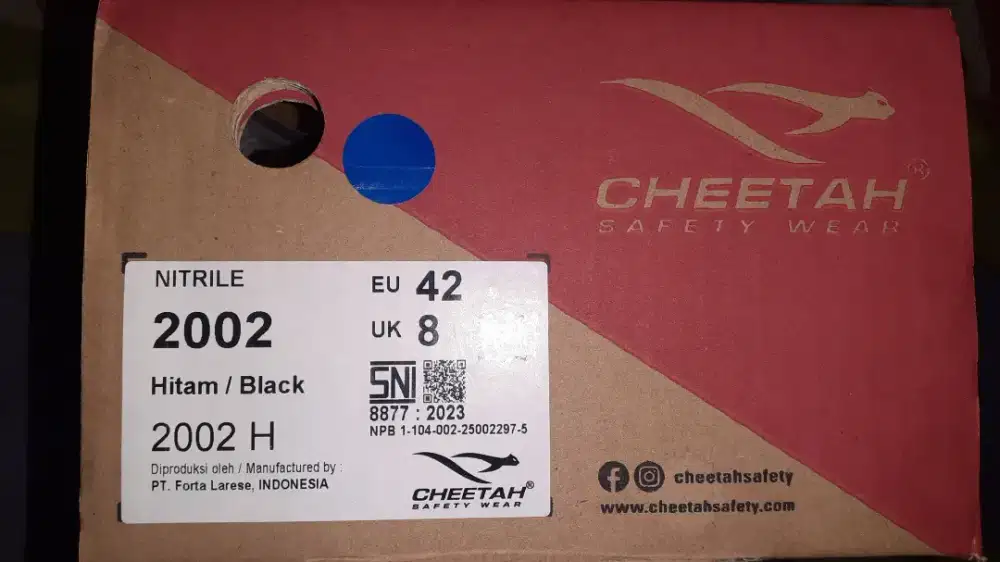 CHEETAH®
SAFETY WEAR
NITRILE
2002
Hitam / Black
2002 H
Diproduksi oleh / Manufactured by :
PT. Forta Larese, INDONESIA
EU 42
UK 8
SNI
8877 : 2023
NPB 1-104-002-25002297-5
CHEETAH®
SAFETY WEAR
cheetahsafety
www.cheetahsafety.com